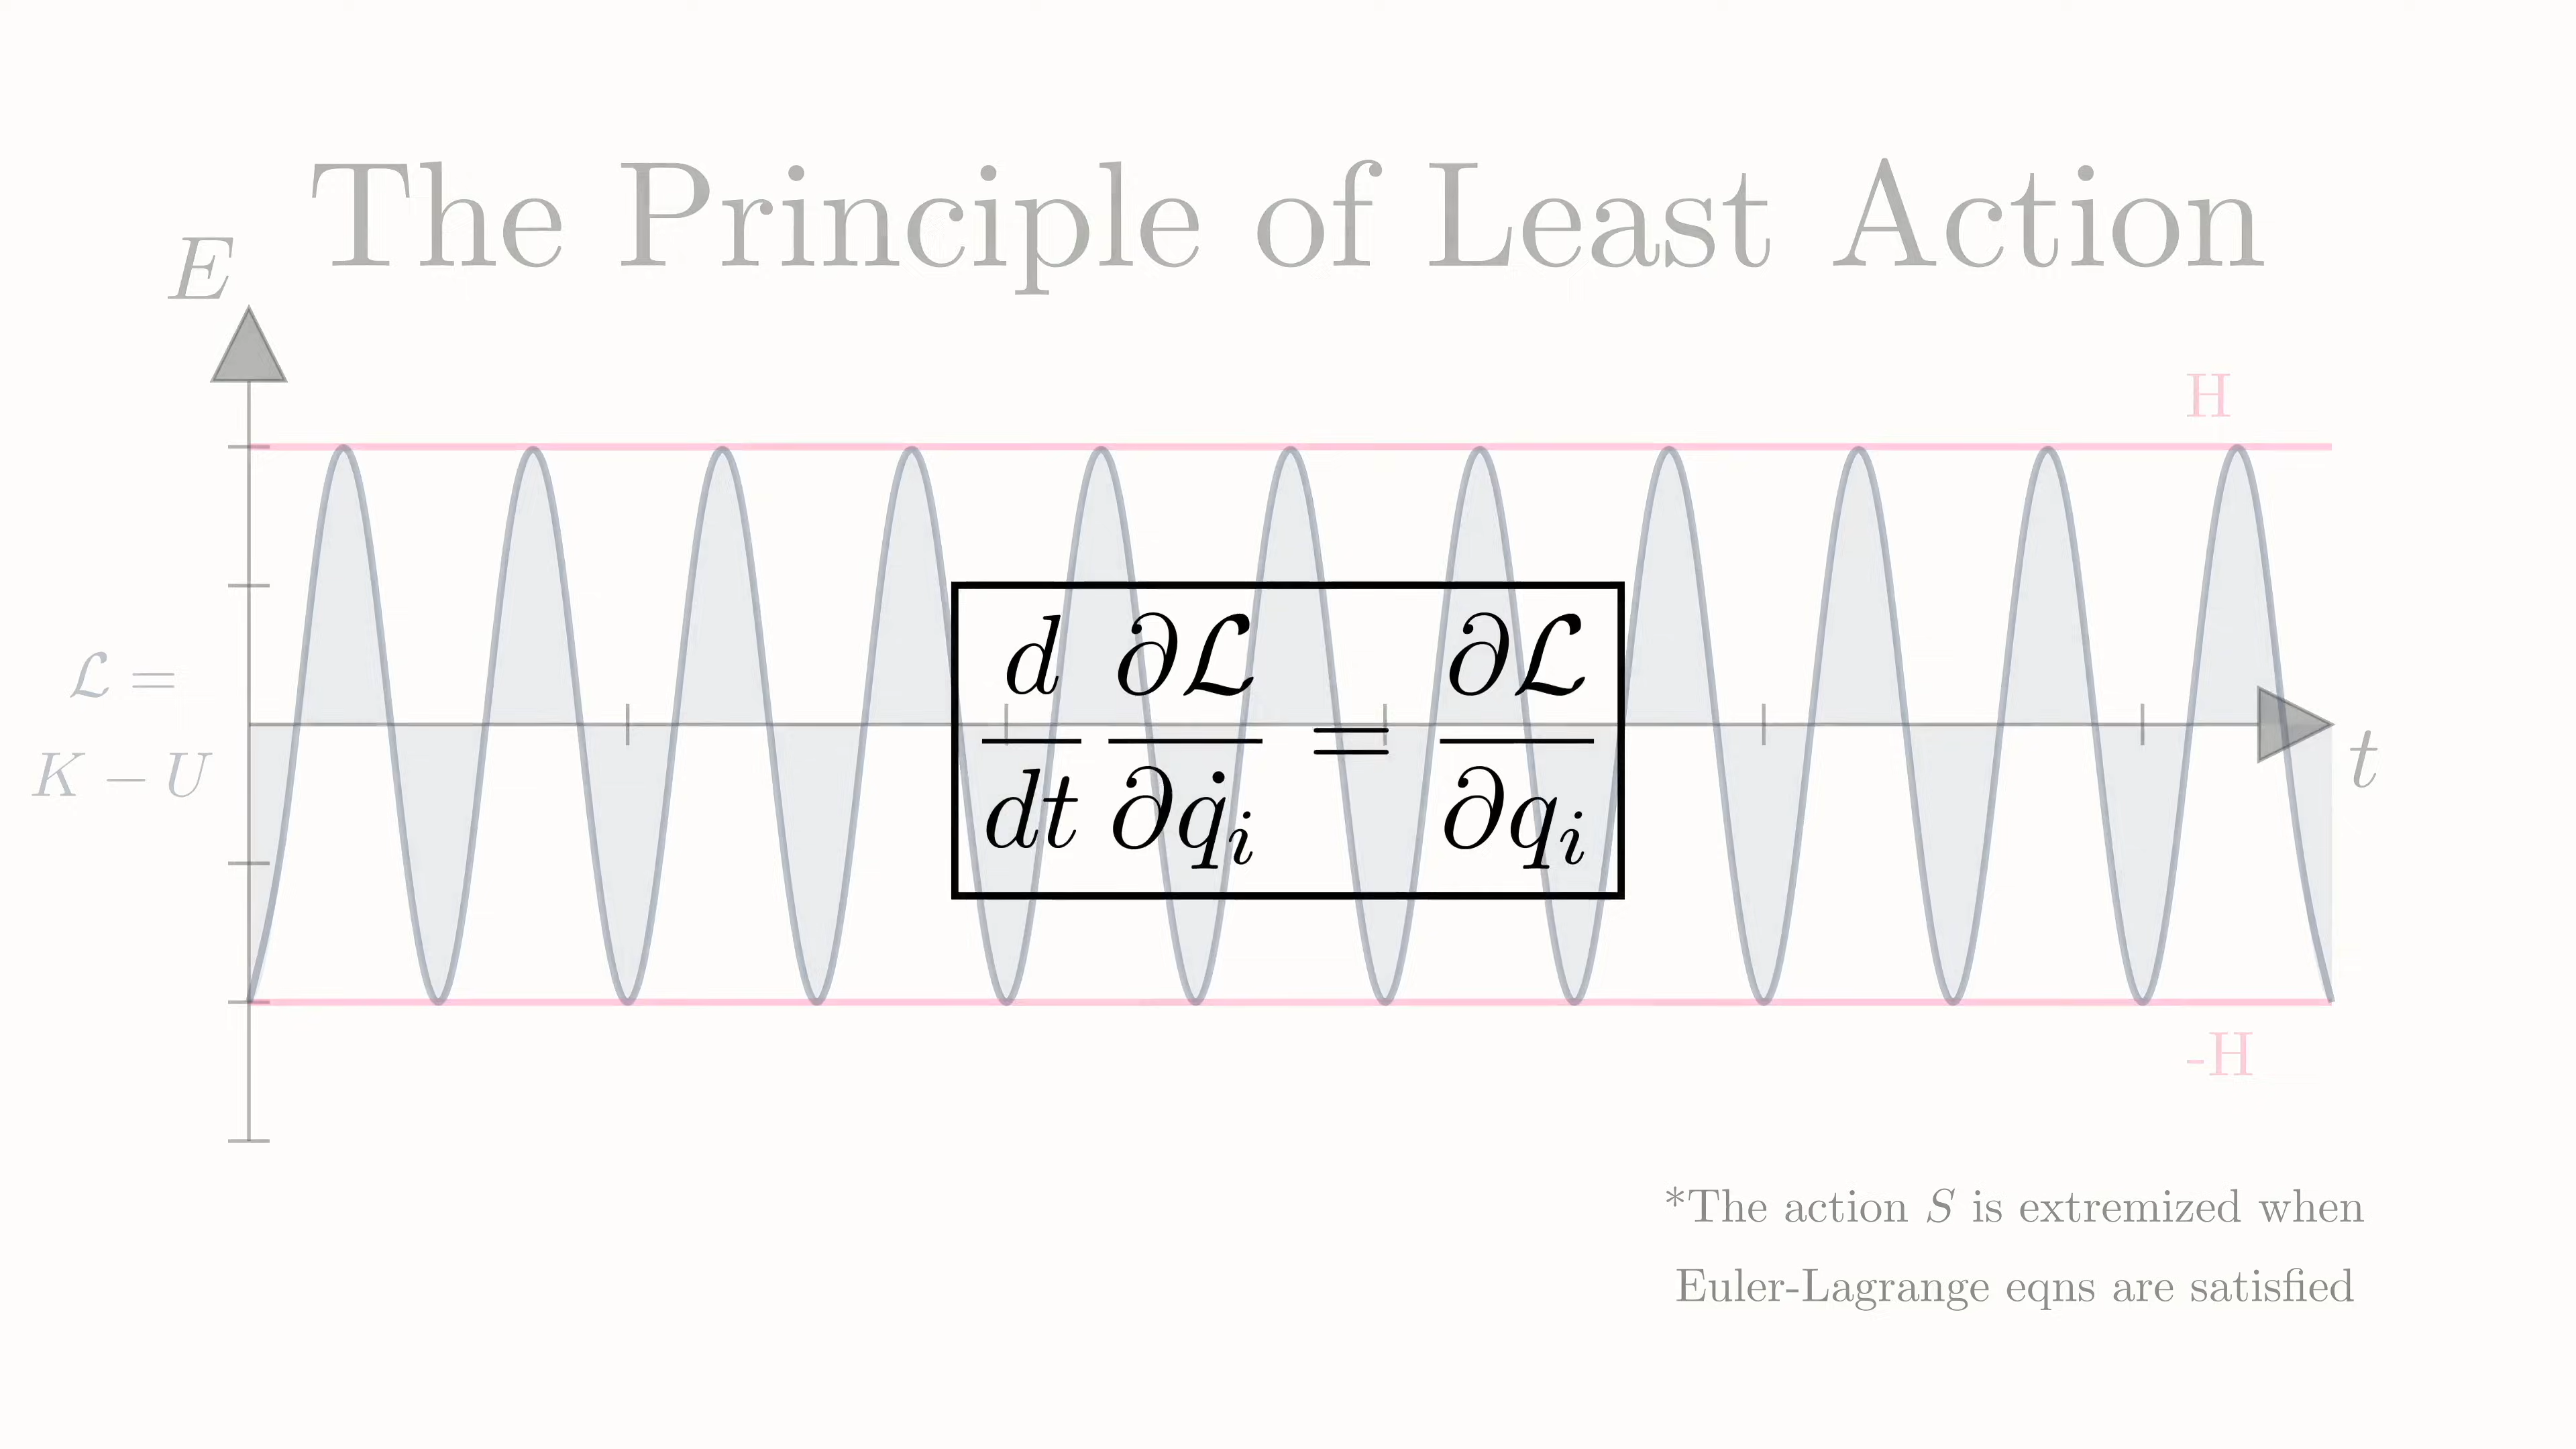 The Principle of Least Action
E
H
ℒ =
K − U
d/dt ∂ℒ/∂q̇ᵢ = ∂ℒ/∂qᵢ
t
-H
*The action S is extremized when
Euler-Lagrange eqns are satisfied